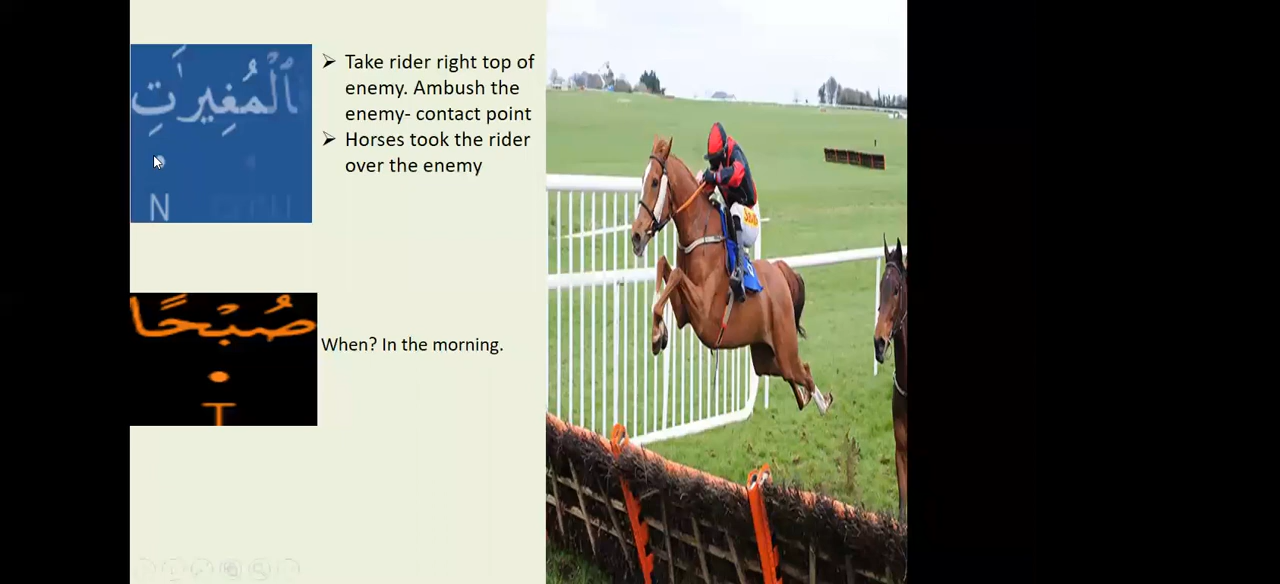 ٱلْمُغِيرَٰتِ
N
➢ Take rider right top of
enemy. Ambush the
enemy- contact point
➢ Horses took the rider
over the enemy
صُبْحًا
T
When? In the morning.